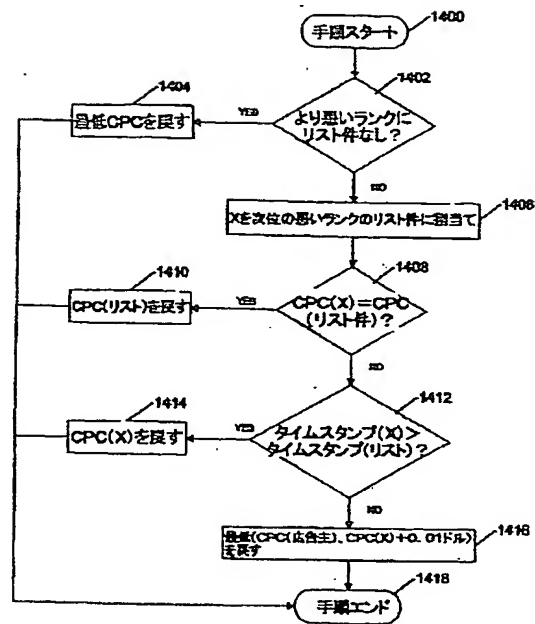 手順スタート
1400
1402
より悪いランクに
リスト件なし?
YES
1404
最低CPCを戻す
NO
Xを次位の悪いランクのリスト件に割当て
1406
1408
CPC(X)=CPC
(リスト件)?
YES
1410
CPC(リスト)を戻す
NO
1412
タイムスタンプ(X)>
タイムスタンプ(リスト)?
YES
1414
CPC(X)を戻す
NO
最低(CPC(広告主)、CPC(X)+0.01ドル)
を戻す
1416
1418
手順エンド